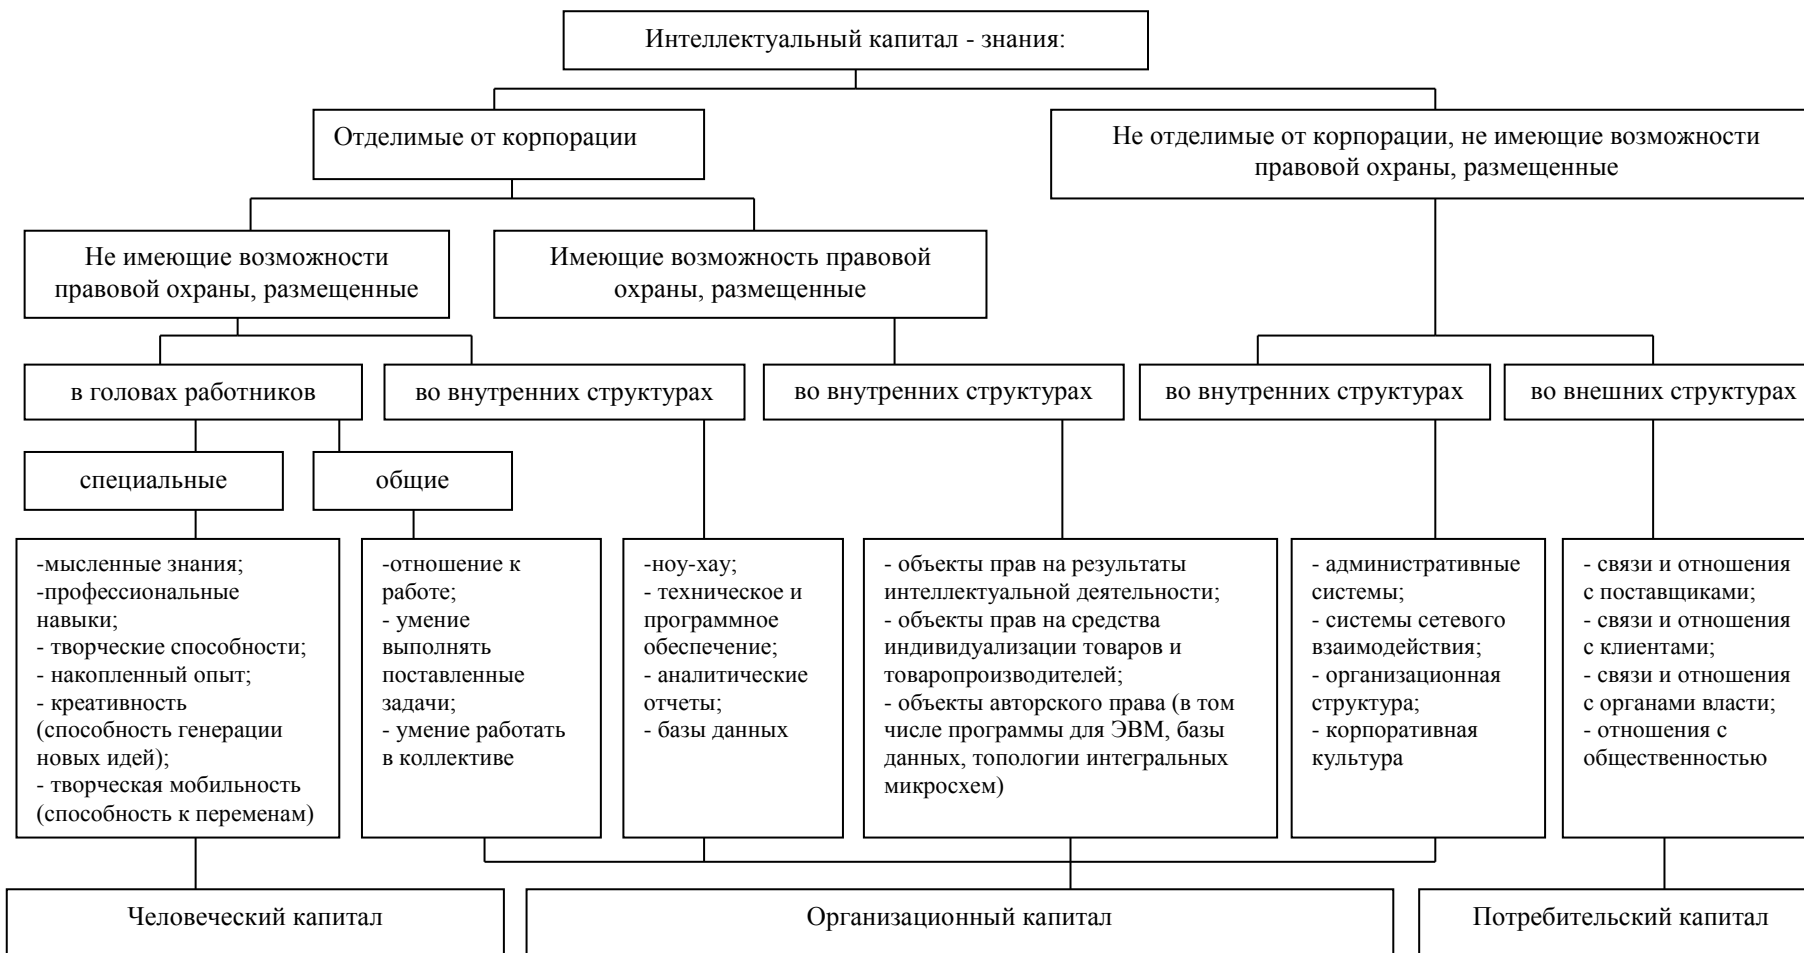 Интеллектуальный капитал - знания:
Отделимые от корпорации
Не отделимые от корпорации, не имеющие возможности
правовой охраны, размещенные
Не имеющие возможности
правовой охраны, размещенные
Имеющие возможность правовой
охраны, размещенные
в головах работников
во внутренних структурах
во внутренних структурах
во внутренних структурах
во внешних структурах
специальные
общие
-мысленные знания;
-профессиональные
навыки;
- творческие способности;
- накопленный опыт;
- креативность
(способность генерации
новых идей);
- творческая мобильность
(способность к переменам)
-отношение к
работе;
- умение
выполнять
поставленные
задачи;
- умение работать
в коллективе
-ноу-хау;
- техническое и
программное
обеспечение;
- аналитические
отчеты;
- базы данных
- объекты прав на результаты
интеллектуальной деятельности;
- объекты прав на средства
индивидуализации товаров и
товаропроизводителей;
- объекты авторского права (в том
числе программы для ЭВМ, базы
данных, топологии интегральных
микросхем)
- административные
системы;
- системы сетевого
взаимодействия;
- организационная
структура;
- корпоративная
культура
- связи и отношения
с поставщиками;
- связи и отношения
с клиентами;
- связи и отношения
с органами власти;
- отношения с
общественностью
Человеческий капитал
Организационный капитал
Потребительский капитал